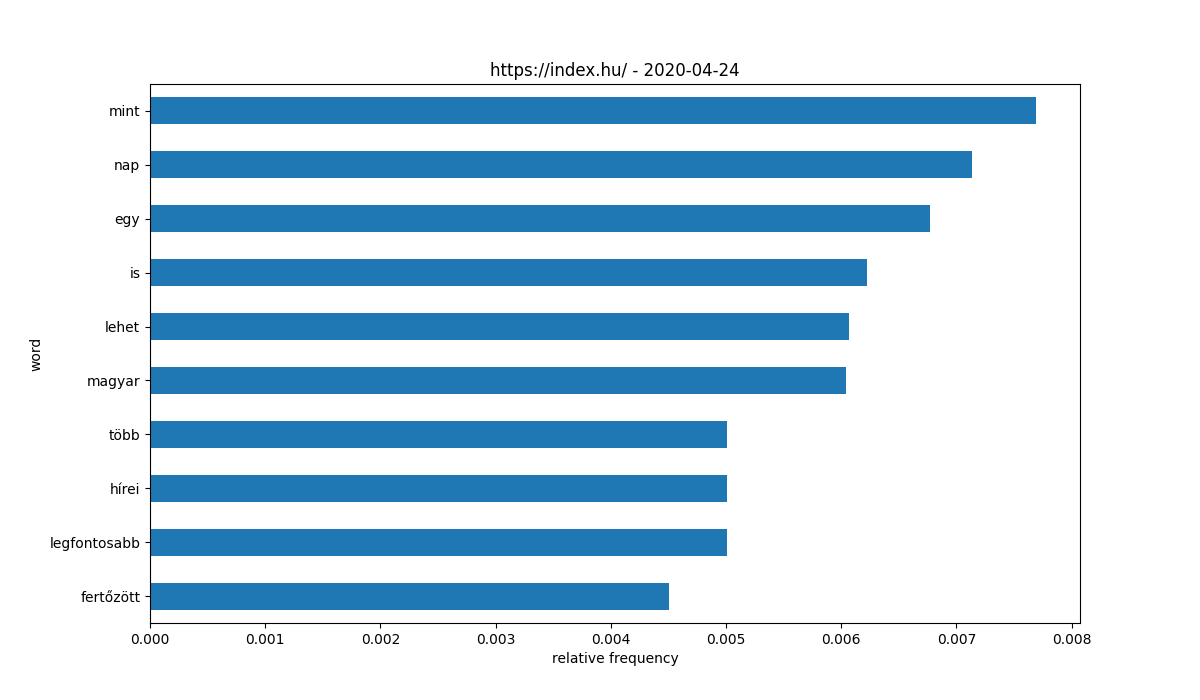 https://index.hu/ - 2020-04-24
mint
nap
egy
is
lehet
magyar
több
hírei
legfontosabb
fertőzött
word
0.000 0.001 0.002 0.003 0.004 0.005 0.006 0.007 0.008
relative frequency